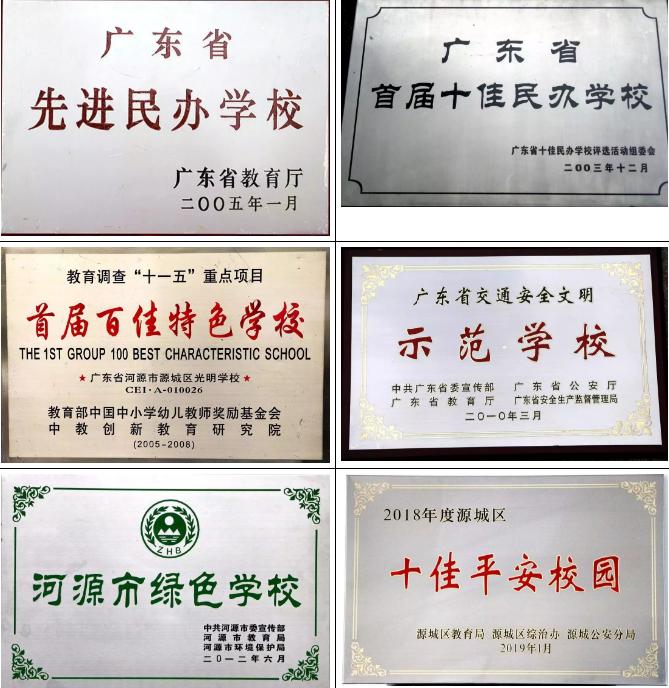 广东省
先进民办学校
广东省教育厅
二〇〇五年一月
广东省
首届十佳民办学校
广东省十佳民办学校评选活动组委会
二〇〇三年十二月
教育调查“十一五”重点项目
首届百佳特色学校
THE 1ST GROUP 100 BEST CHARACTERISTIC SCHOOL
★广东省河源市源城区光明学校★
CEI·A-010026
教育部中国中小学幼儿教师奖励基金会
中教创新教育研究院
(2005-2008)
广东省交通安全文明
示范学校
中共广东省委宣传部 广东省公安厅
广东省教育厅 广东省安全生产监督管理局
二〇一〇年三月
ZHB
河源市绿色学校
中共河源市委宣传部
河源市教育局
河源市环境保护局
二〇一二年六月
2018年度源城区
十佳平安校园
源城区教育局 源城区综治办 源城公安分局
2019年1月